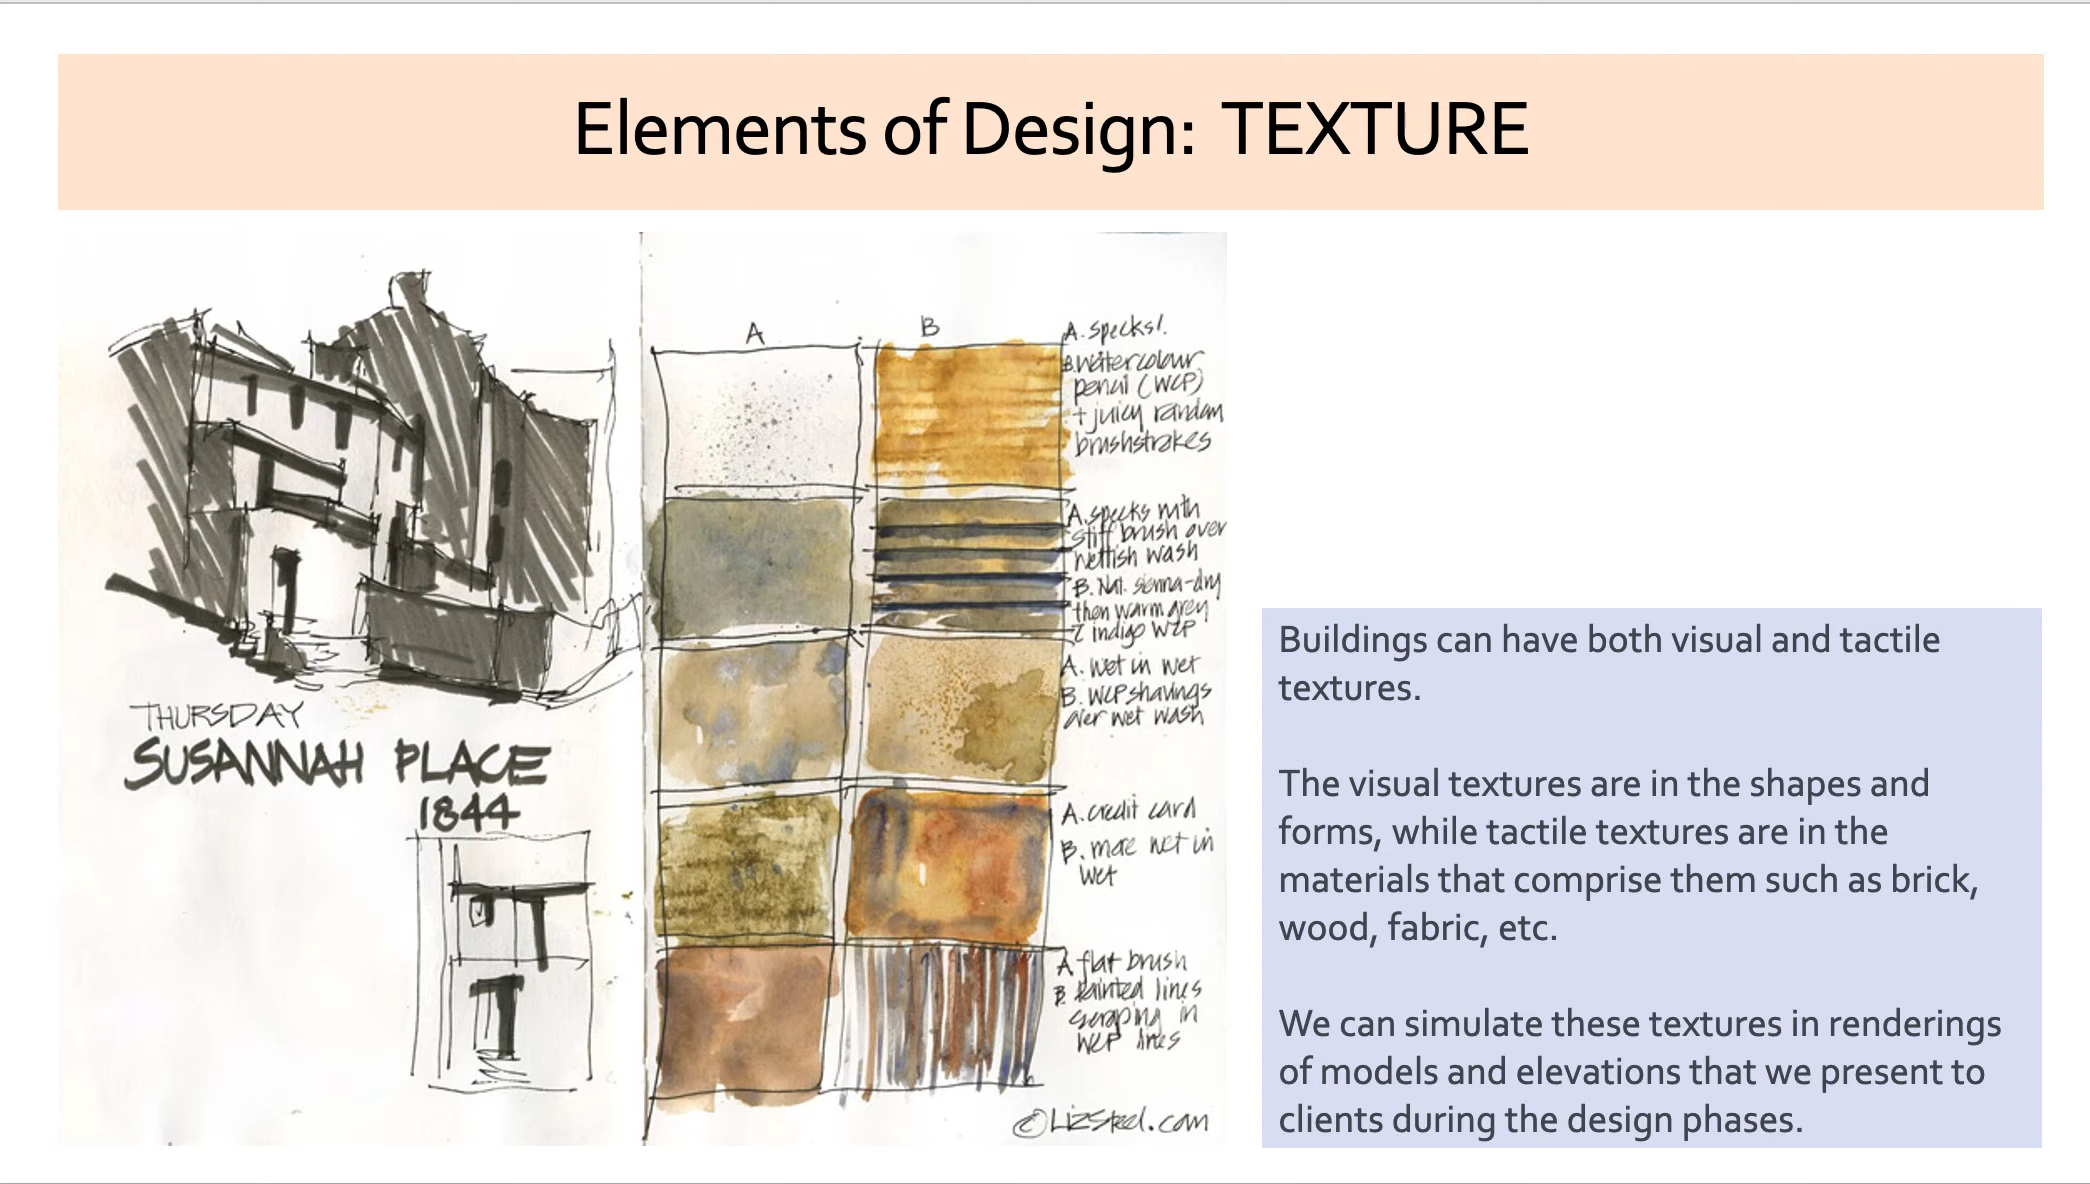 Elements of Design: TEXTURE
THURSDAY
SUSANNAH PLACE
1844
A
B
A. specks!.
B. Watercolour
pencil (WCP)
+ juicy random
brushstrokes
A. specks with
stiff brush over
wettish wash
B. Nat. sienna-dry
then warm grey
& indigo WCP
A. wet in wet
B. WCP shavings
over wet wash
A. credit card
B. more wet in
wet
A flat brush
B painted lines
scraping in
WCP lines
©LizSteel.com
Buildings can have both visual and tactile
textures.
The visual textures are in the shapes and
forms, while tactile textures are in the
materials that comprise them such as brick,
wood, fabric, etc.
We can simulate these textures in renderings
of models and elevations that we present to
clients during the design phases.